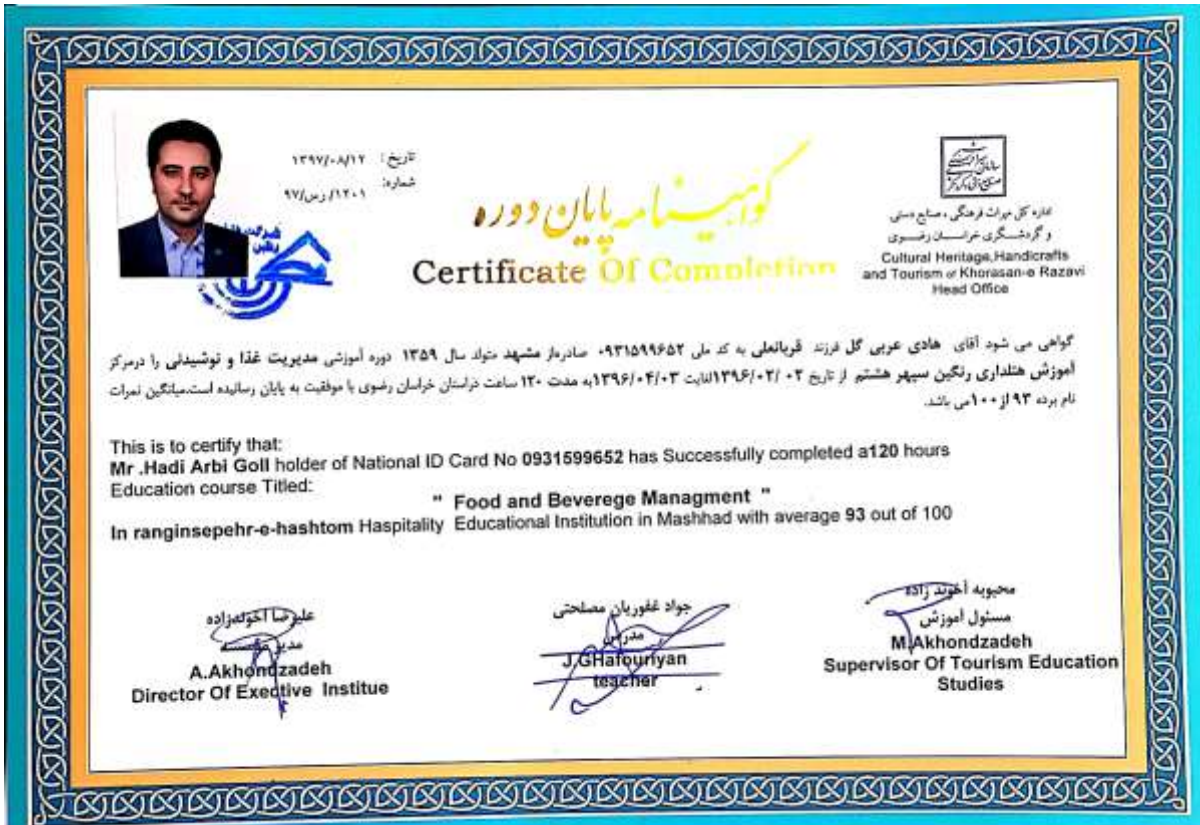 تاریخ: ۱۳۹۷/۰۸/۱۲
شماره: ۱۲۰۱/رس/۹۷
گواهینامه پایان دوره
Certificate Of Completion
اداره کل میراث فرهنگی ، صنایع دستی
و گردشگری خراسان رضوی
Cultural Heritage,Handicrafts
and Tourism of Khorasan-e Razavi
Head Office
گواهی می شود آقای هادی عربی گل فرزند قربانعلی به کد ملی ۰۹۳۱۵۹۹۶۵۲ صادره از مشهد متولد سال ۱۳۵۹ دوره آموزشی مدیریت غذا و نوشیدنی را درمرکز
آموزش هتلداری رنگین سپهر هشتم از تاریخ ۰۲ /۱۳۹۶/۰۲ لغایت ۱۳۹۶/۰۴/۰۳ به مدت ۱۲۰ ساعت دراستان خراسان رضوی با موفقیت به پایان رسانیده است.میانگین نمرات
نام برده ۹۳ از ۱۰۰ می باشد.
This is to certify that:
Mr .Hadi Arbi Goll holder of National ID Card No 0931599652 has Successfully completed a120 hours
Education course Titled:
" Food and Beverege Managment "
In ranginsepehr-e-hashtom Haspitality Educational Institution in Mashhad with average 93 out of 100
علیرضا آخوندزاده
مدیر موسسه
A.Akhondzadeh
Director Of Exective Institue
جواد غفوریان مصلحتی
مدرس
J.GHafouriyan
teacher
محبوبه آخوند زاده
مسئول آموزش
M.Akhondzadeh
Supervisor Of Tourism Education
Studies